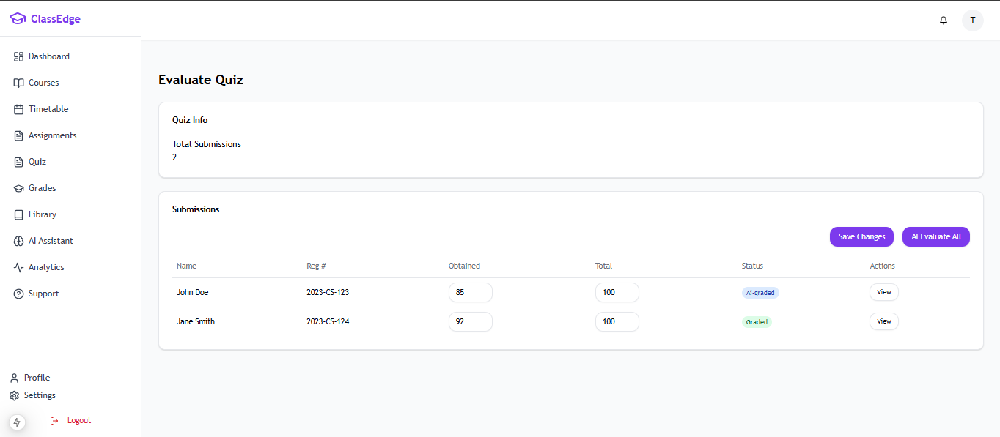 ClassEdge
T
Dashboard
Courses
Timetable
Assignments
Quiz
Grades
Library
AI Assistant
Analytics
Support
Profile
Settings
Logout
Evaluate Quiz
Quiz Info
Total Submissions
2
Submissions
Save Changes AI Evaluate All
Name Reg # Obtained Total Status Actions
John Doe 2023-CS-123 85 100 Ai-graded View
Jane Smith 2023-CS-124 92 100 Graded View